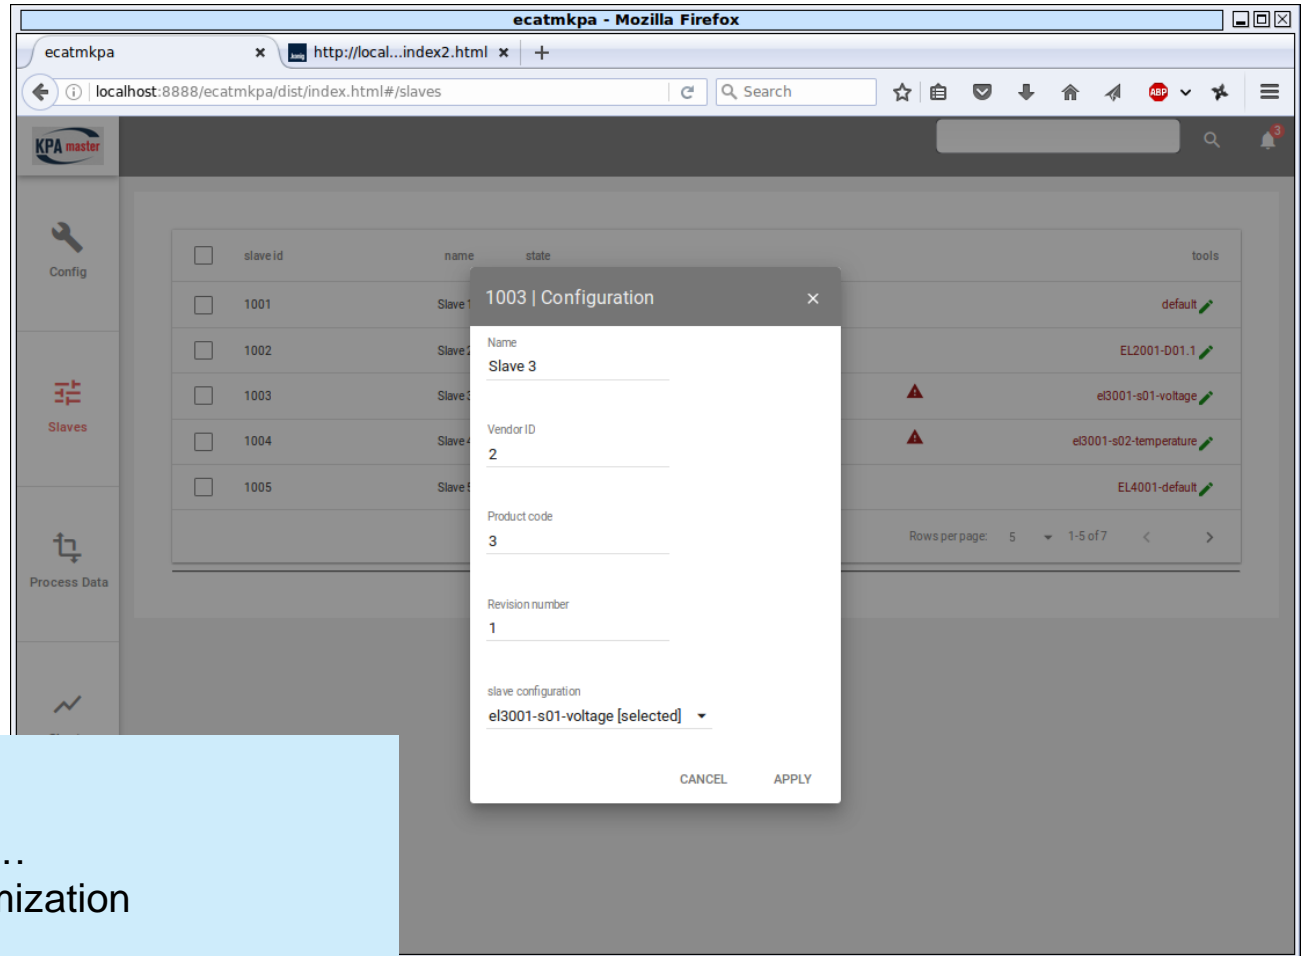 ecatmkpa - Mozilla Firefox
ecatmkpa × http://local...index2.html × +
localhost:8888/ecatmkpa/dist/index.html#/slaves Search ABP
KPA master 3
Config
Slaves
Process Data
slave id name state tools
1001 Slave 1 default
1002 Slave 2 EL2001-D01.1
1003 Slave 3 el3001-s01-voltage
1004 Slave 4 el3001-s02-temperature
1005 Slave 5 EL4001-default
Rows per page: 5 1-5 of 7 < >
1003 | Configuration ×
Name
Slave 3
Vendor ID
2
Product code
3
Revision number
1
slave configuration
el3001-s01-voltage [selected]
CANCEL APPLY
..
mization